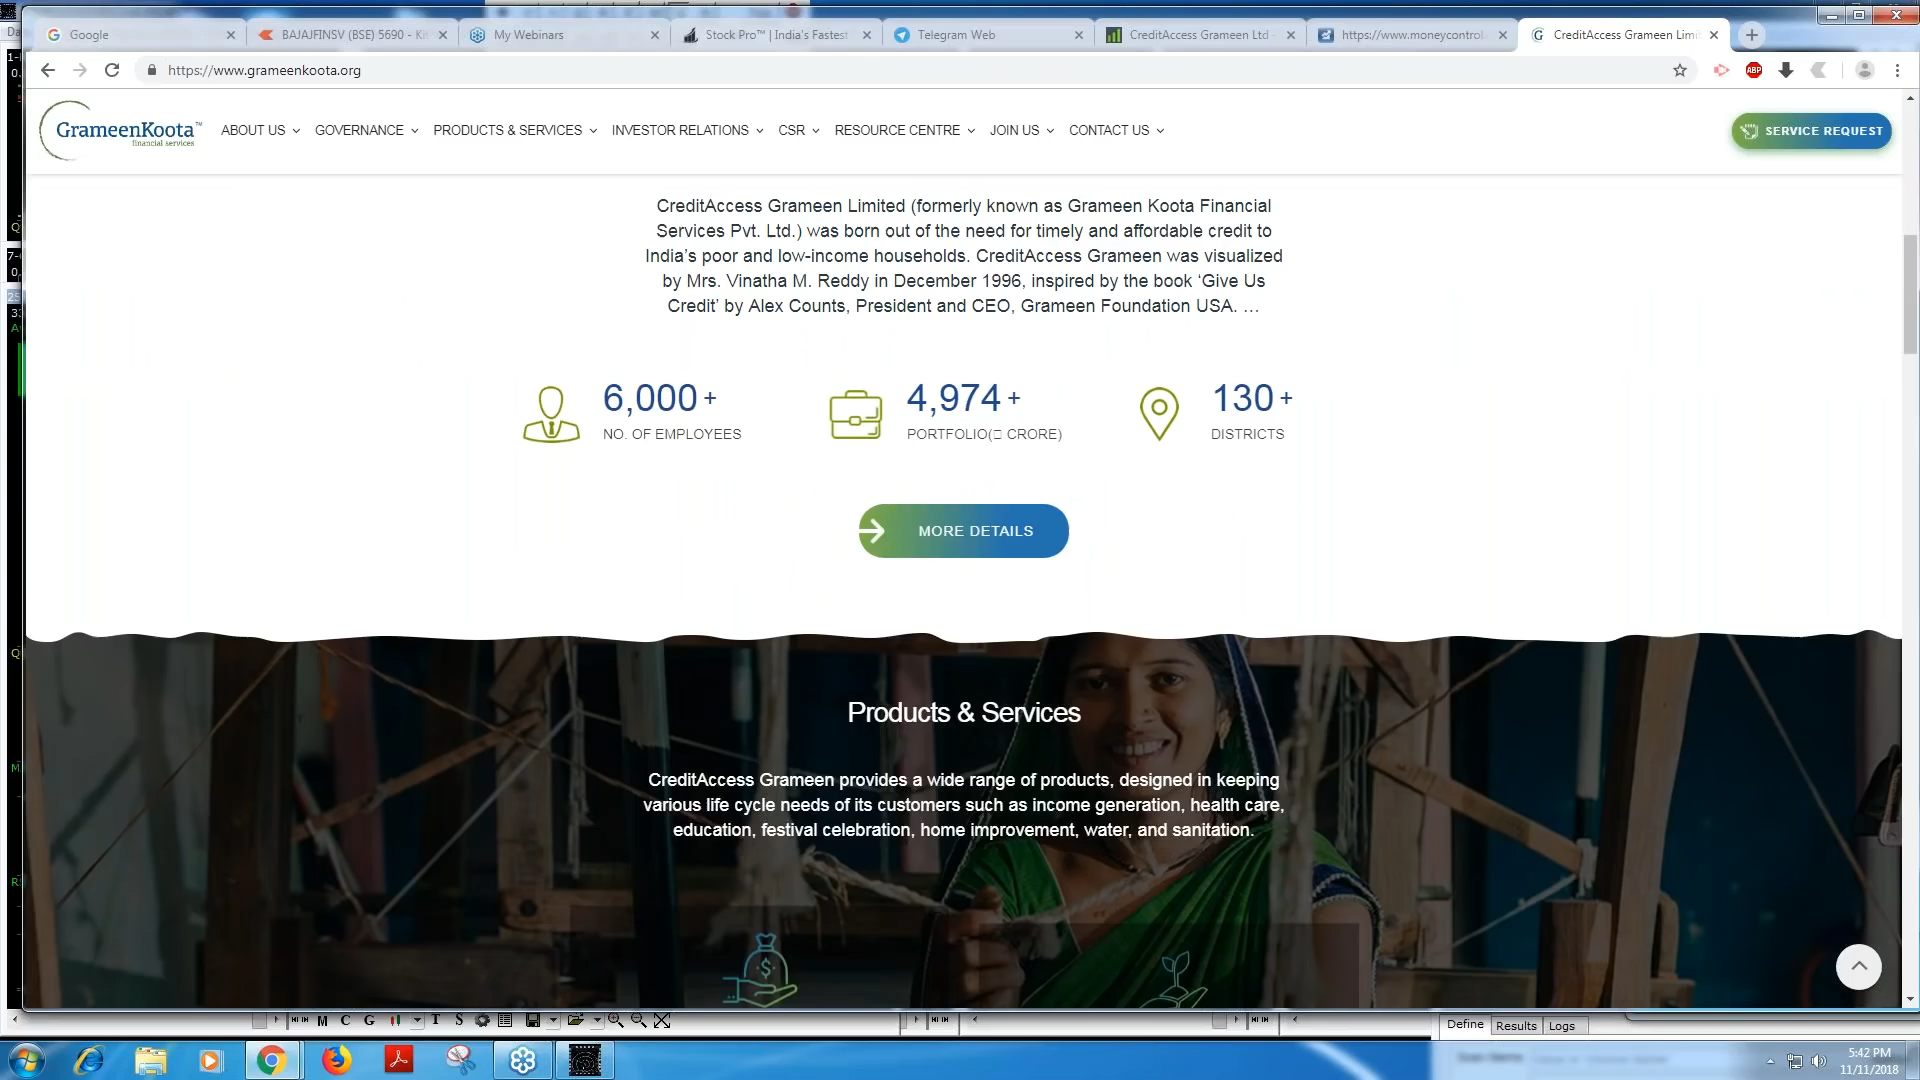 Google
BAJAJFINSV (BSE) 5690 - Kit
My Webinars
Stock Pro™ | India's Fastest
Telegram Web
CreditAccess Grameen Ltd
https://www.moneycontrol
CreditAccess Grameen Limi
https://www.grameenkoota.org
ABP
GrameenKoota™
financial services
ABOUT US
GOVERNANCE
PRODUCTS & SERVICES
INVESTOR RELATIONS
CSR
RESOURCE CENTRE
JOIN US
CONTACT US
SERVICE REQUEST
CreditAccess Grameen Limited (formerly known as Grameen Koota Financial
Services Pvt. Ltd.) was born out of the need for timely and affordable credit to
India’s poor and low-income households. CreditAccess Grameen was visualized
by Mrs. Vinatha M. Reddy in December 1996, inspired by the book ‘Give Us
Credit’ by Alex Counts, President and CEO, Grameen Foundation USA. …
6,000 +
NO. OF EMPLOYEES
4,974 +
PORTFOLIO(▯ CRORE)
130 +
DISTRICTS
MORE DETAILS
Products & Services
CreditAccess Grameen provides a wide range of products, designed in keeping
various life cycle needs of its customers such as income generation, health care,
education, festival celebration, home improvement, water, and sanitation.
M C G T S
Define Results Logs
5:42 PM
11/11/2018